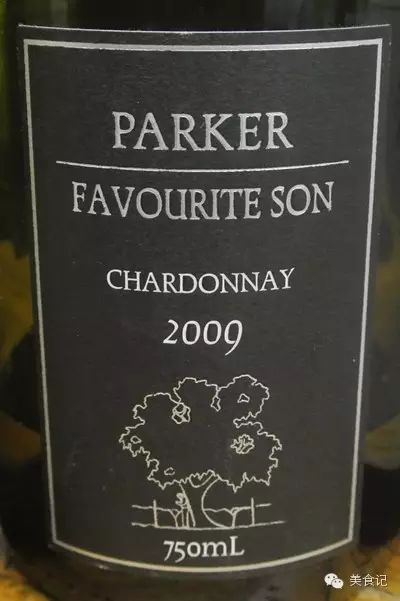 PARKER
FAVOURITE SON
CHARDONNAY
2009
750mL
美食记